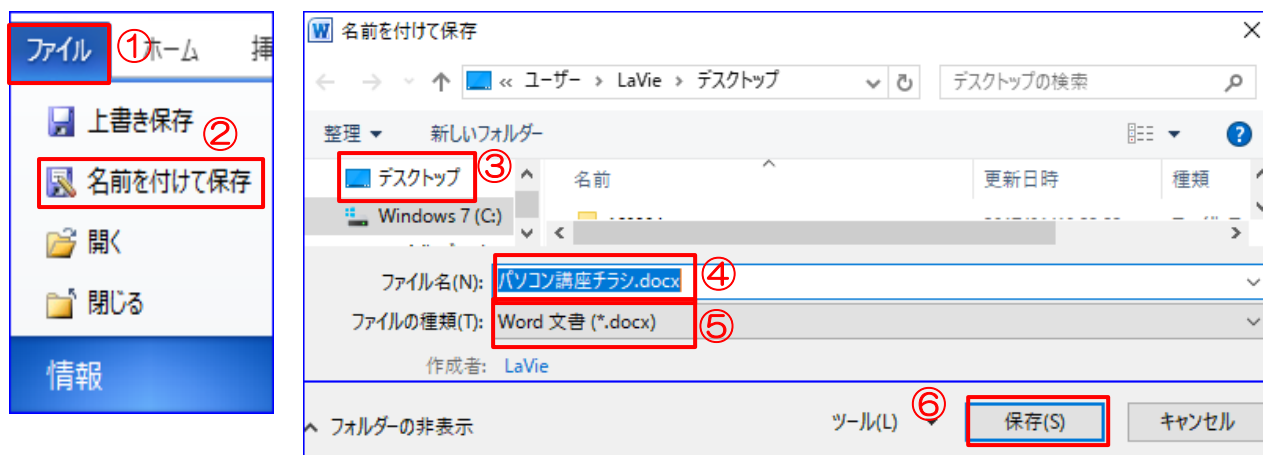 ファイル ① ホーム 挿
上書き保存 ②
名前を付けて保存
開く
閉じる
情報
名前を付けて保存
« ユーザー › LaVie › デスクトップ デスクトップの検索
整理 新しいフォルダー
デスクトップ ③ 名前 更新日時 種類
Windows 7 (C:)
ファイル名(N): パソコン講座チラシ.docx ④
ファイルの種類(T): Word 文書 (*.docx) ⑤
作成者: LaVie
フォルダーの非表示 ツール(L) ⑥ 保存(S) キャンセル